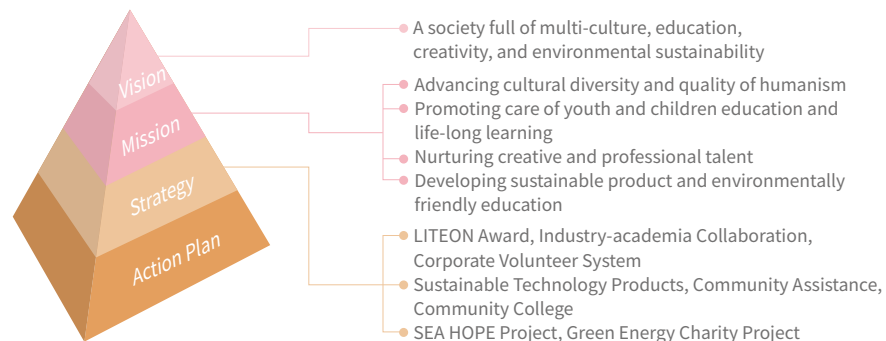 Vision
Mission
Strategy
Action Plan
A society full of multi-culture, education,
creativity, and environmental sustainability
Advancing cultural diversity and quality of humanism
Promoting care of youth and children education and
life-long learning
Nurturing creative and professional talent
Developing sustainable product and environmentally
friendly education
LITEON Award, Industry-academia Collaboration,
Corporate Volunteer System
Sustainable Technology Products, Community Assistance,
Community College
SEA HOPE Project, Green Energy Charity Project